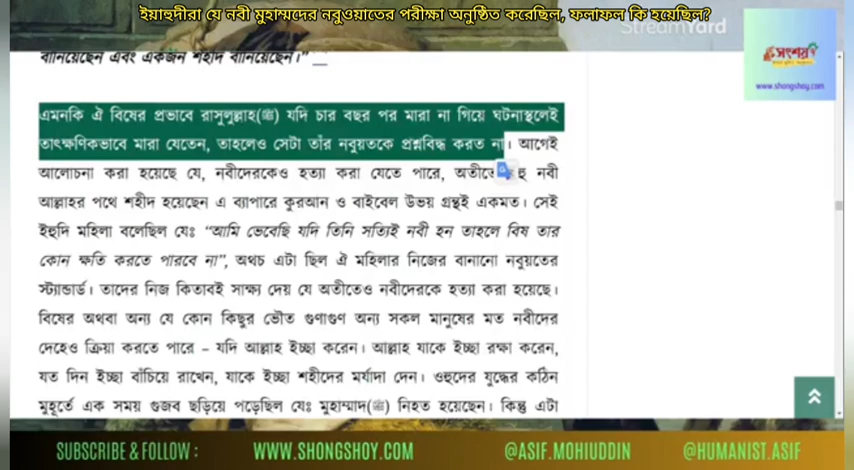 ইয়াহুদীরা যে নবী মুহাম্মদের নবুওয়াতের পরীক্ষা অনুষ্ঠিত করেছিল, ফলাফল কি হয়েছিল?
StreamYard
সংশয়
www.shongshoy.com
বানিয়েছেন এবং একজন শহীদ বানিয়েছেন।”
এমনকি ঐ বিষের প্রভাবে রাসুলুল্লাহ(ﷺ) যদি চার বছর পর মারা না গিয়ে ঘটনাস্থলেই
তাৎক্ষণিকভাবে মারা যেতেন, তাহলেও সেটা তাঁর নবুয়তকে প্রশ্নবিদ্ধ করত না। আগেই
আলোচনা করা হয়েছে যে, নবীদেরকেও হত্যা করা যেতে পারে, অতীতে নবী
আল্লাহর পথে শহীদ হয়েছেন এ ব্যাপারে কুরআন ও বাইবেল উভয় গ্রন্থই একমত। সেই
ইহুদি মহিলা বলেছিল যেঃ “আমি ভেবেছি যদি তিনি সত্যিই নবী হন তাহলে বিষ তার
কোন ক্ষতি করতে পারবে না”, অথচ এটা ছিল ঐ মহিলার নিজের বানানো নবুয়তের
স্ট্যান্ডার্ড। তাদের নিজ কিতাবই সাক্ষ্য দেয় যে অতীতেও নবীদেরকে হত্যা করা হয়েছে।
বিষের অথবা অন্য যে কোন কিছুর ভৌত গুণাগুণ অন্য সকল মানুষের মত নবীদের
দেহেও ক্রিয়া করতে পারে – যদি আল্লাহ ইচ্ছা করেন। আল্লাহ যাকে ইচ্ছা রক্ষা করেন,
যত দিন ইচ্ছা বাঁচিয়ে রাখেন, যাকে ইচ্ছা শহীদের মর্যাদা দেন। ওহুদের যুদ্ধের কঠিন
মুহূর্তে এক সময় গুজব ছড়িয়ে পড়েছিল যেঃ মুহাম্মাদ(ﷺ) নিহত হয়েছেন। কিন্তু এটা
SUBSCRIBE & FOLLOW :
WWW.SHONGSHOY.COM
@ASIF.MOHIUDDIN
@HUMANIST.ASIF